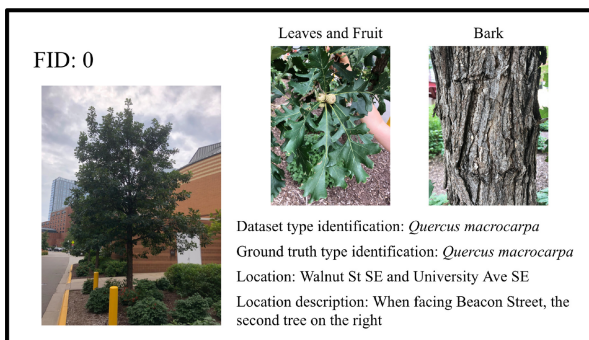 FID: 0
Leaves and Fruit
Bark
Dataset type identification: Quercus macrocarpa
Ground truth type identification: Quercus macrocarpa
Location: Walnut St SE and University Ave SE
Location description: When facing Beacon Street, the
second tree on the right